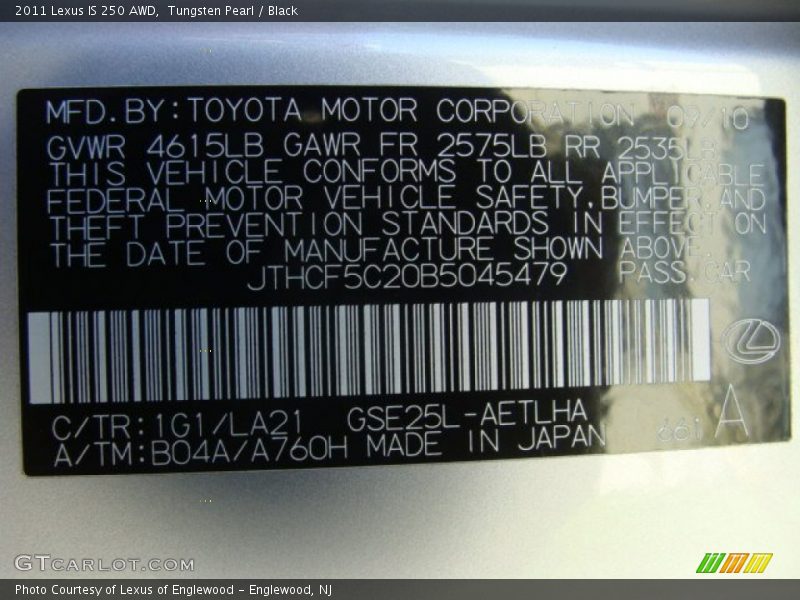 2011 Lexus IS 250 AWD, Tungsten Pearl / Black
MFD.BY:TOYOTA MOTOR CORPORATION 09/10
GVWR 4615LB GAWR FR 2575LB RR 2535LB
THIS VEHICLE CONFORMS TO ALL APPLICABLE
FEDERAL MOTOR VEHICLE SAFETY,BUMPER,AND
THEFT PREVENTION STANDARDS IN EFFECT ON
THE DATE OF MANUFACTURE SHOWN ABOVE.
JTHCF5C20B5045479 PASS.CAR
C/TR:1G1/LA21 GSE25L-AETLHA
A/TM:B04A/A760H MADE IN JAPAN 661 A
GTCARLOT.COM
Photo Courtesy of Lexus of Englewood – Englewood, NJ